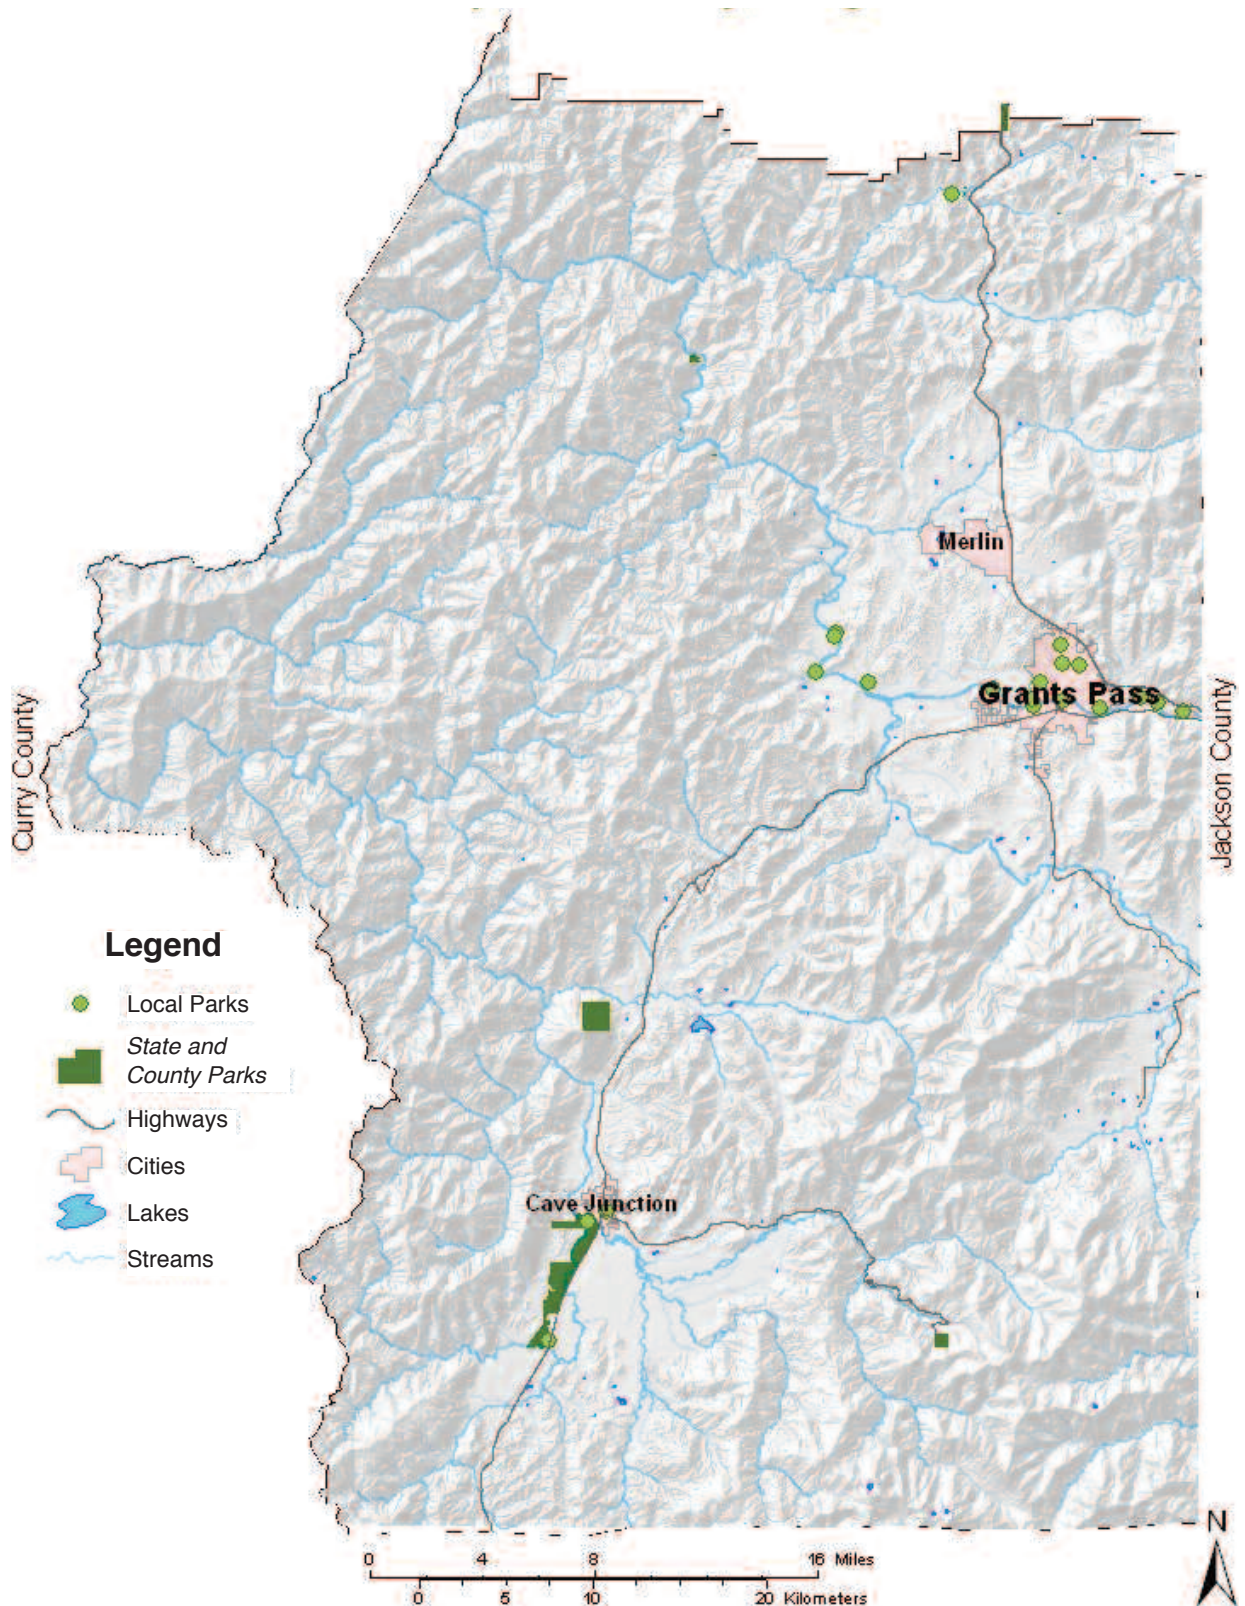 Merlin
Grants Pass
Curry County
Jackson County
Legend
Local Parks
State and
County Parks
Highways
Cities
Cave Junction
Lakes
Streams
N
0 4 8 16 Miles
0 5 10 20 Kilometers